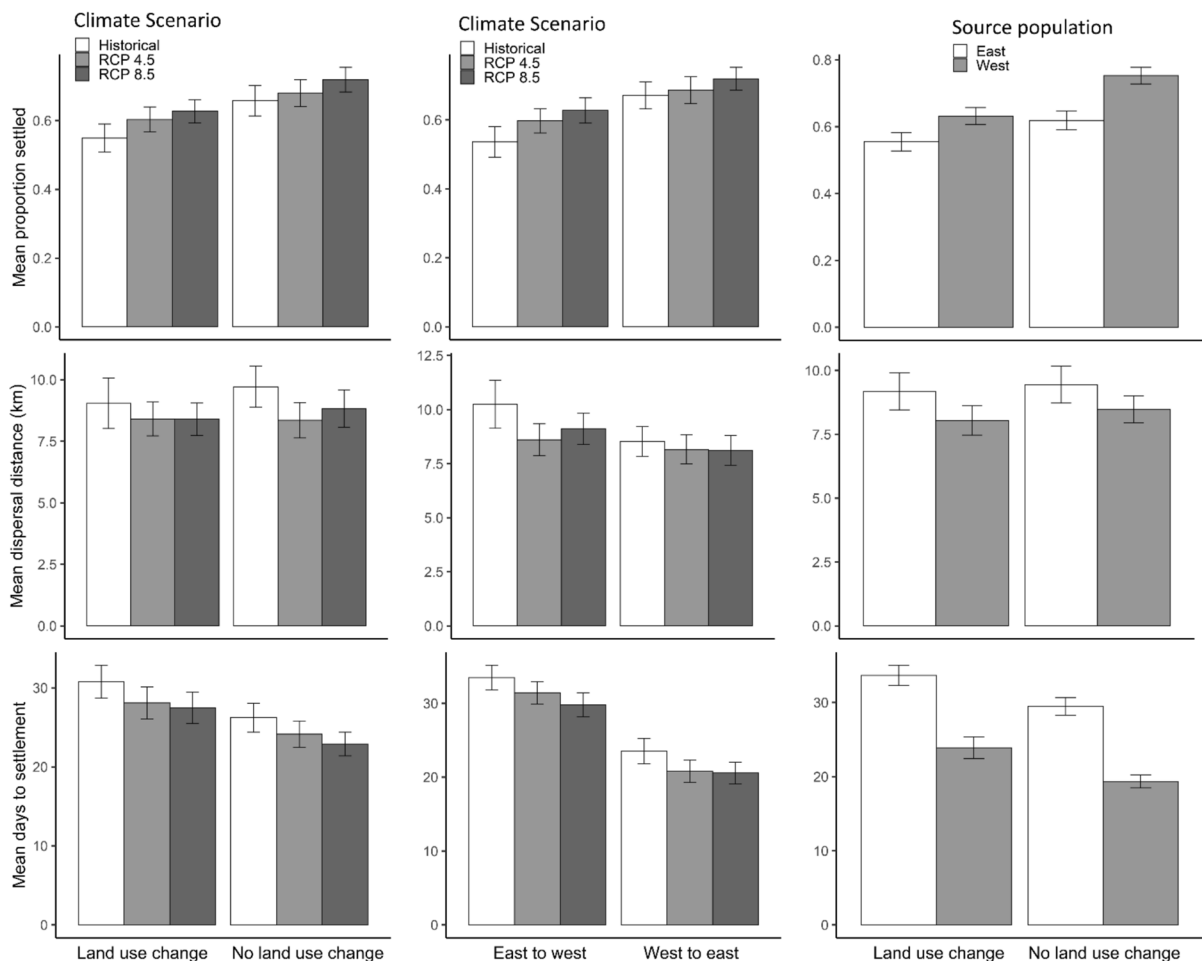 Climate Scenario
Historical
RCP 4.5
RCP 8.5
Climate Scenario
Historical
RCP 4.5
RCP 8.5
Source population
East
West
Mean proportion settled
0.6
0.4
0.2
0.0
0.6
0.4
0.2
0.0
0.8
0.6
0.4
0.2
0.0
Mean dispersal distance (km)
10.0
7.5
5.0
2.5
0.0
12.5
10.0
7.5
5.0
2.5
0.0
10.0
7.5
5.0
2.5
0.0
Mean days to settlement
30
20
10
0
30
20
10
0
30
20
10
0
Land use change No land use change
East to west West to east
Land use change No land use change